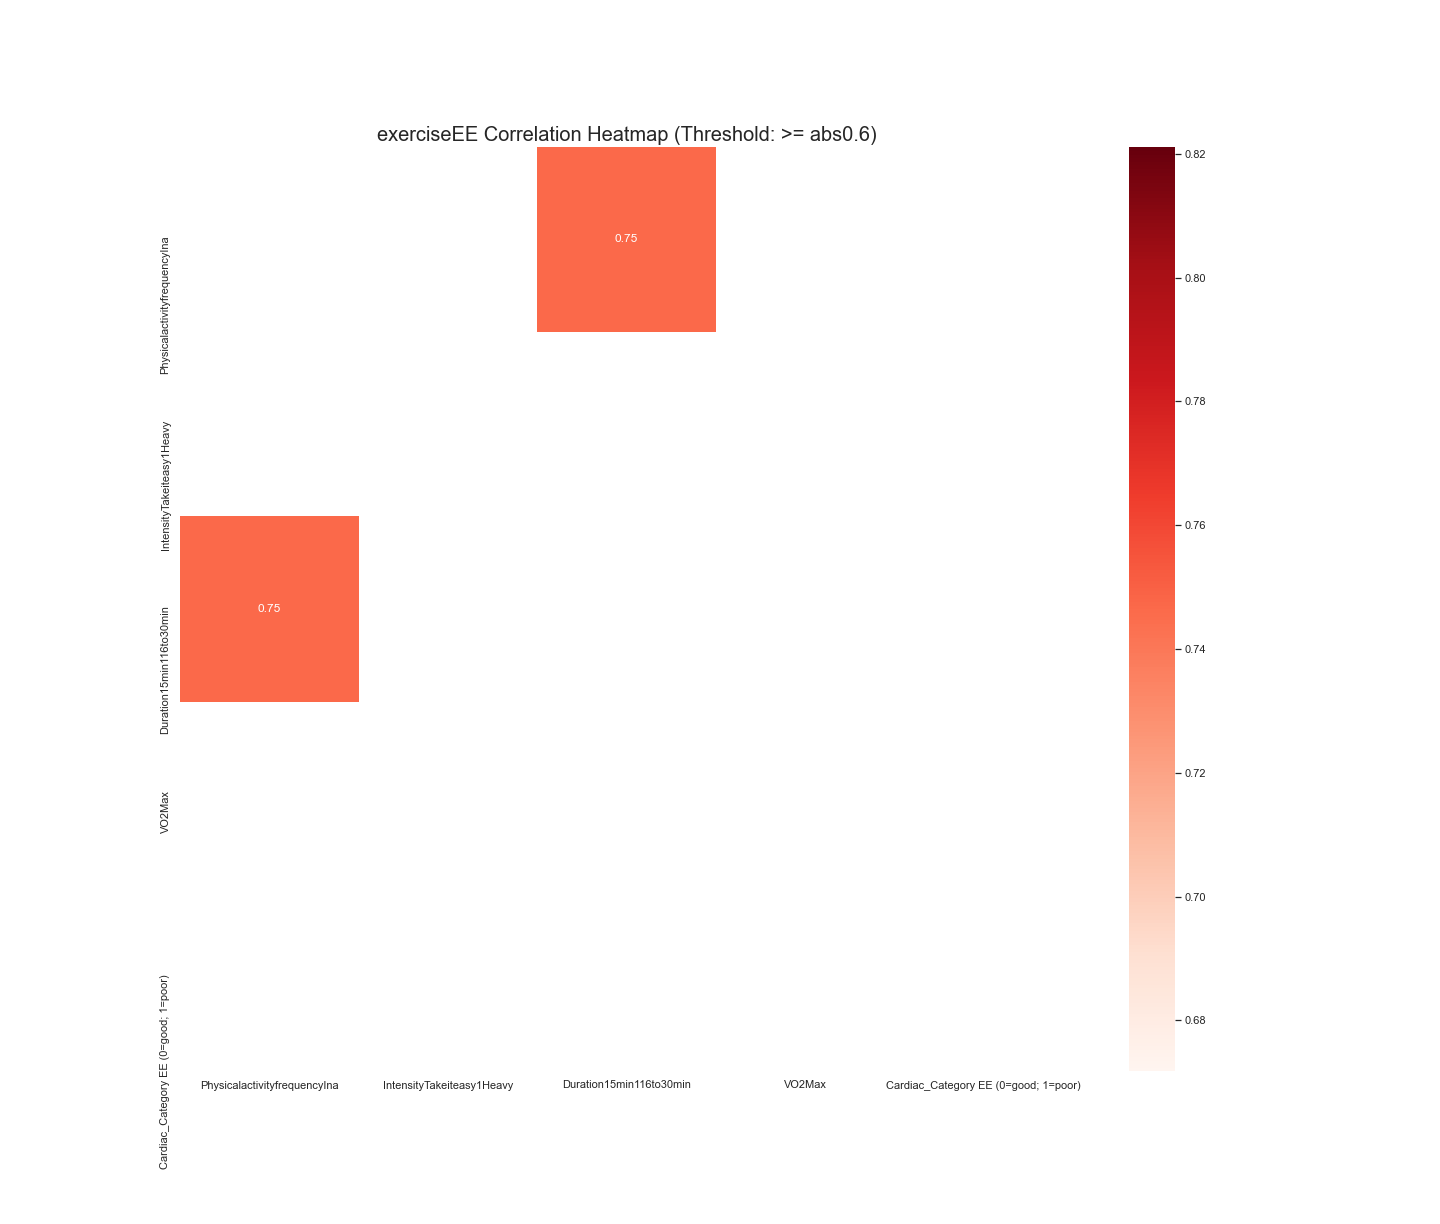 exerciseEE Correlation Heatmap (Threshold: >= abs0.6)
PhysicalactivityfrequencyIna
IntensityTakeiteasy1Heavy
Duration15min116to30min
VO2Max
Cardiac_Category EE (0=good; 1=poor)
0.75
0.75
PhysicalactivityfrequencyIna
IntensityTakeiteasy1Heavy
Duration15min116to30min
VO2Max
Cardiac_Category EE (0=good; 1=poor)
0.82
0.80
0.78
0.76
0.74
0.72
0.70
0.68